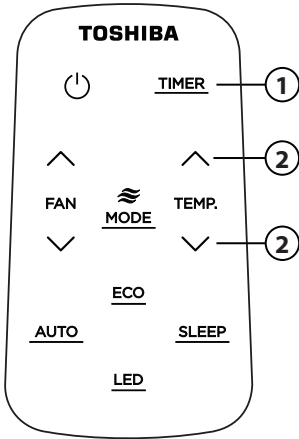 TOSHIBA
TIMER
1
2
FAN
MODE
TEMP.
2
ECO
AUTO
SLEEP
LED